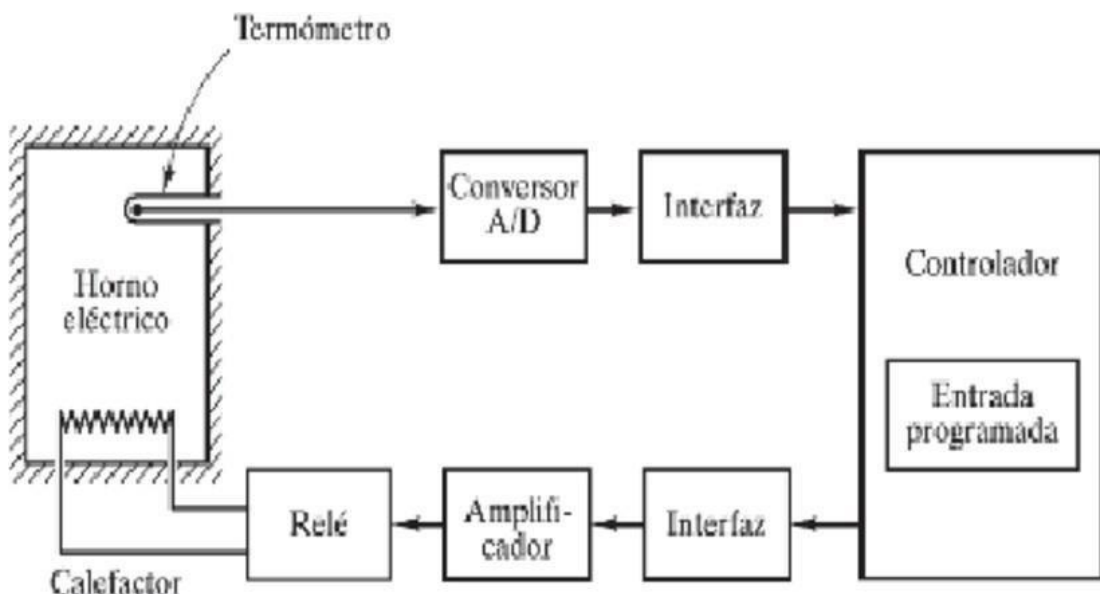 Termómetro
Conversor
A/D
Interfaz
Controlador
Horno
eléctrico
Entrada
programada
Relé
Amplifi-
cador
Interfaz
Calefactor